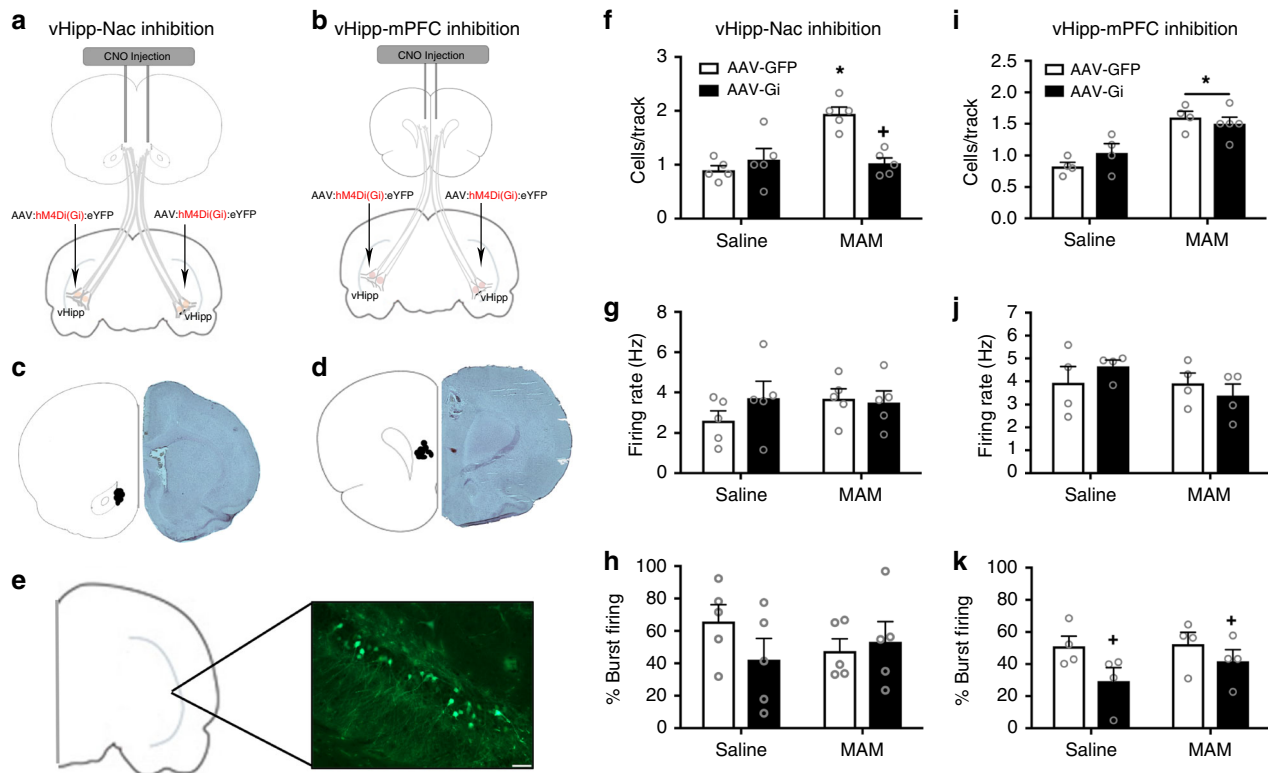 a
vHipp-Nac inhibition
CNO Injection
AAV:hM4Di(Gi):eYFP
AAV:hM4Di(Gi):eYFP
vHipp
vHipp
b
vHipp-mPFC inhibition
CNO Injection
AAV:hM4Di(Gi):eYFP
AAV:hM4Di(Gi):eYFP
vHipp
vHipp
c
d
e
f
vHipp-Nac inhibition
3
2
1
0
Cells/track
AAV-GFP
AAV-Gi
*
+
Saline
MAM
g
8
6
4
2
0
Firing rate (Hz)
Saline
MAM
h
100
80
60
40
20
0
% Burst firing
Saline
MAM
i
vHipp-mPFC inhibition
2.5
2.0
1.5
1.0
0.5
0.0
Cells/track
AAV-GFP
AAV-Gi
*
Saline
MAM
j
7
6
5
4
3
2
1
0
Firing rate (Hz)
Saline
MAM
k
100
80
60
40
20
0
% Burst firing
+
+
Saline
MAM